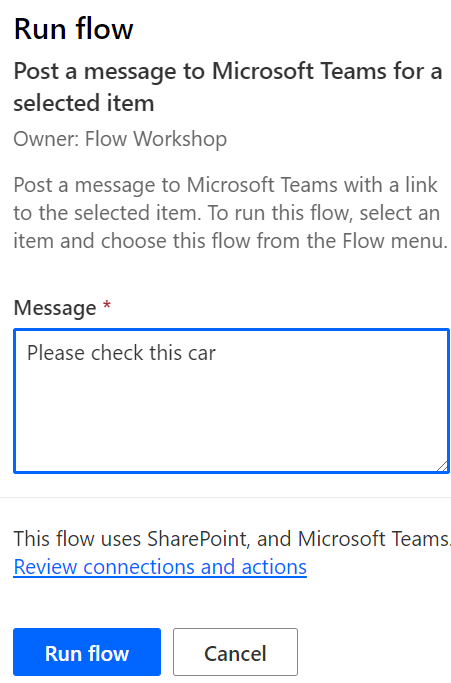 Run flow
Post a message to Microsoft Teams for a
selected item
Owner: Flow Workshop
Post a message to Microsoft Teams with a link
to the selected item. To run this flow, select an
item and choose this flow from the Flow menu.
Message *
Please check this car
This flow uses SharePoint, and Microsoft Teams.
Review connections and actions
Run flow Cancel